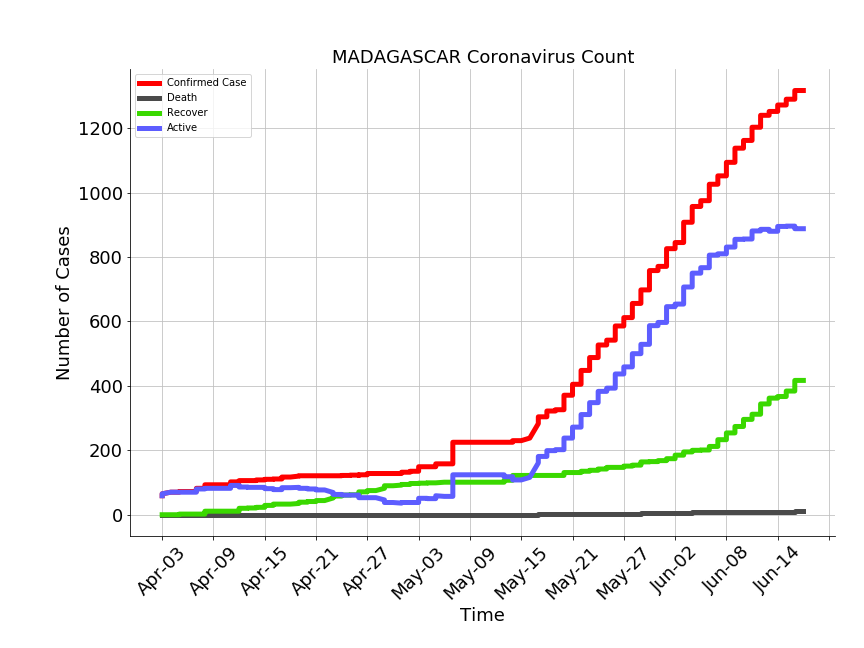 MADAGASCAR Coronavirus Count
Confirmed Case
Death
Recover
Active
Number of Cases
1200
1000
800
600
400
200
0
Apr-03
Apr-09
Apr-15
Apr-21
Apr-27
May-03
May-09
May-15
May-21
May-27
Jun-02
Jun-08
Jun-14
Time